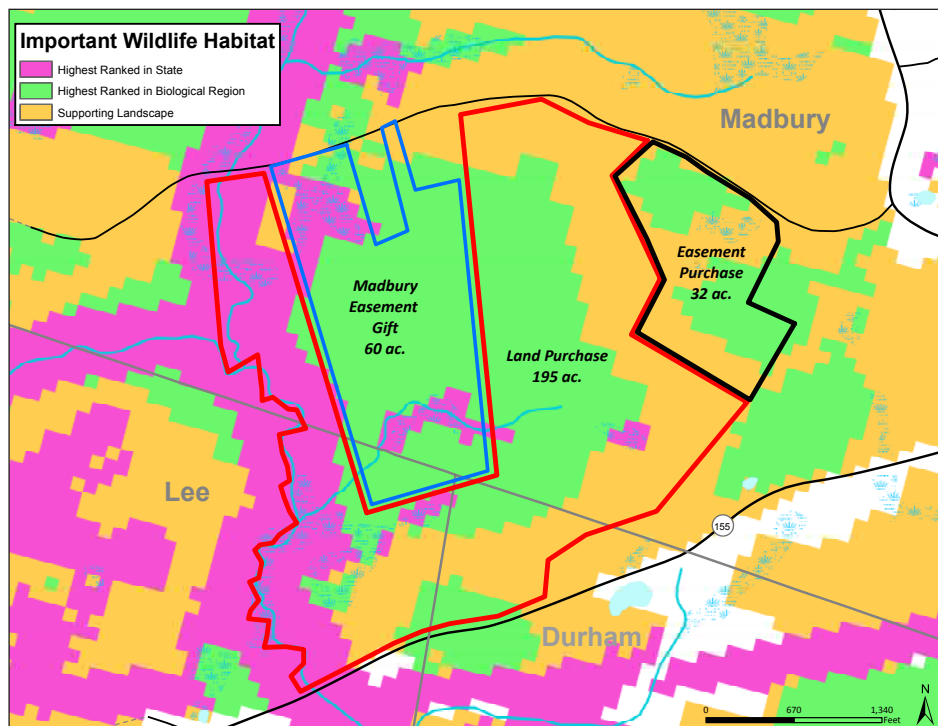 Important Wildlife Habitat
Highest Ranked in State
Highest Ranked in Biological Region
Supporting Landscape
Madbury
Easement
Purchase
32 ac.
Madbury
Easement
Gift
60 ac.
Land Purchase
195 ac.
Lee
155
Durham
N
0 670 1,340
Feet